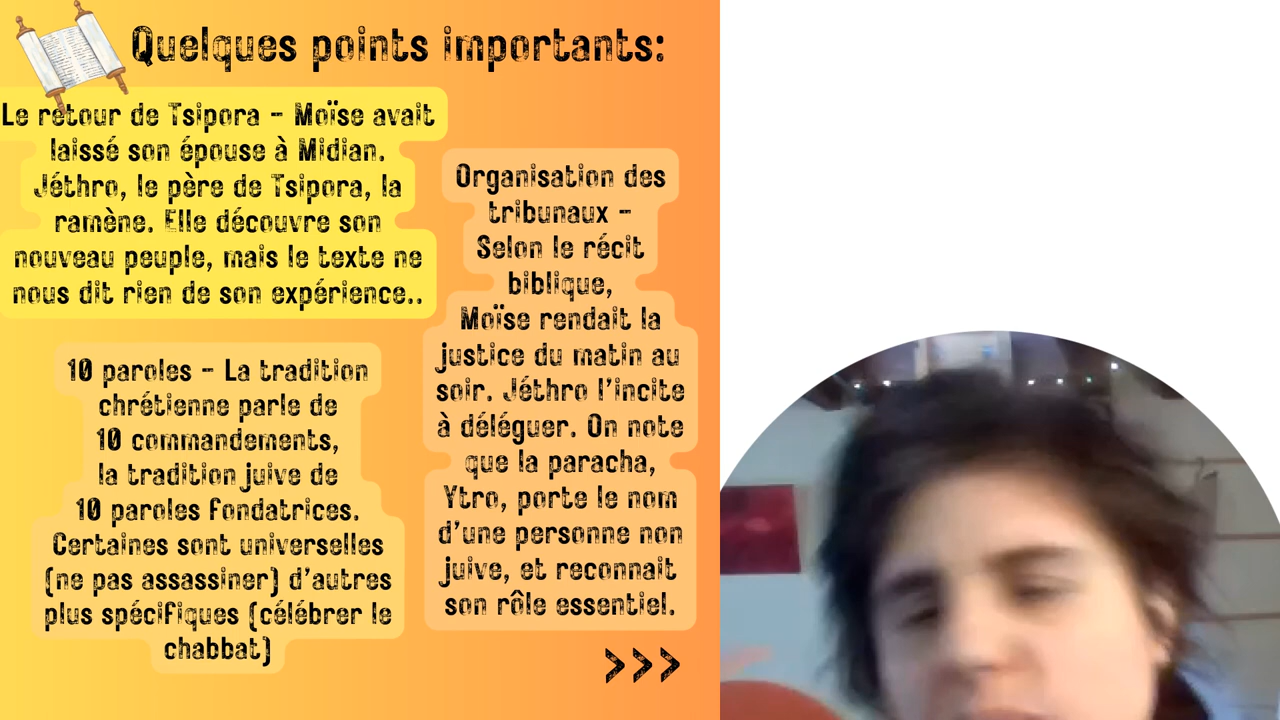 Quelques points importants:
Le retour de Tsipora - Moïse avait
laissé son épouse à Midian.
Jéthro, le père de Tsipora, la
ramène. Elle découvre son
nouveau peuple, mais le texte ne
nous dit rien de son expérience..
10 paroles - La tradition
chrétienne parle de
10 commandements,
la tradition juive de
10 paroles fondatrices.
Certaines sont universelles
(ne pas assassiner) d'autres
plus spécifiques (célébrer le
chabbat)
Organisation des
tribunaux -
Selon le récit
biblique,
Moïse rendait la
justice du matin au
soir. Jéthro l'incite
à déléguer. On note
que la paracha,
Ytro, porte le nom
d'une personne non
juive, et reconnait
son rôle essentiel.
>>>